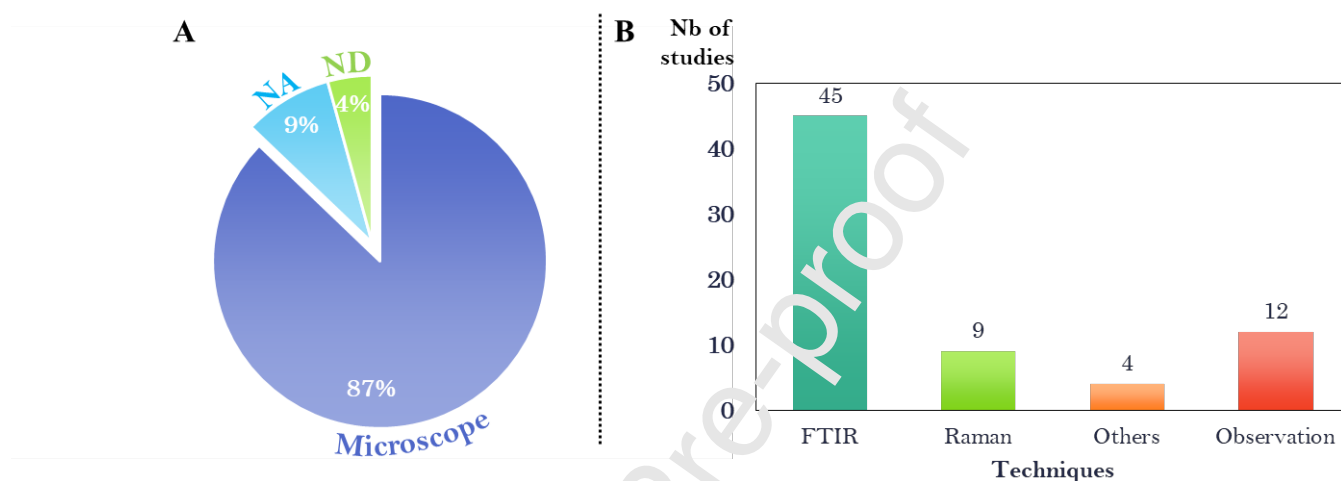 A
ND
NA
4%
9%
87%
Microscope
B
Nb of
studies
50
40
30
20
10
0
45
9
4
12
FTIR
Raman
Others
Observation
Techniques
Pre-proof